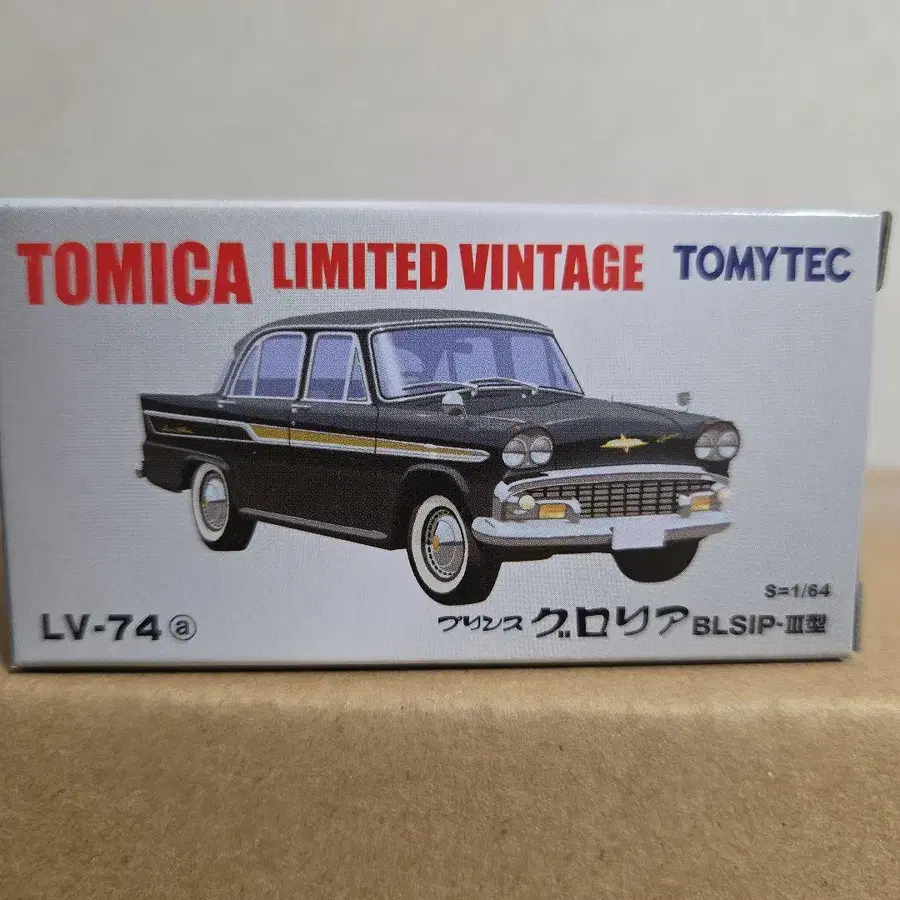 TOMICA LIMITED VINTAGE TOMYTEC
S=1/64
LV-74 ⓐ プリンス グロリア BLSIP-Ⅲ型